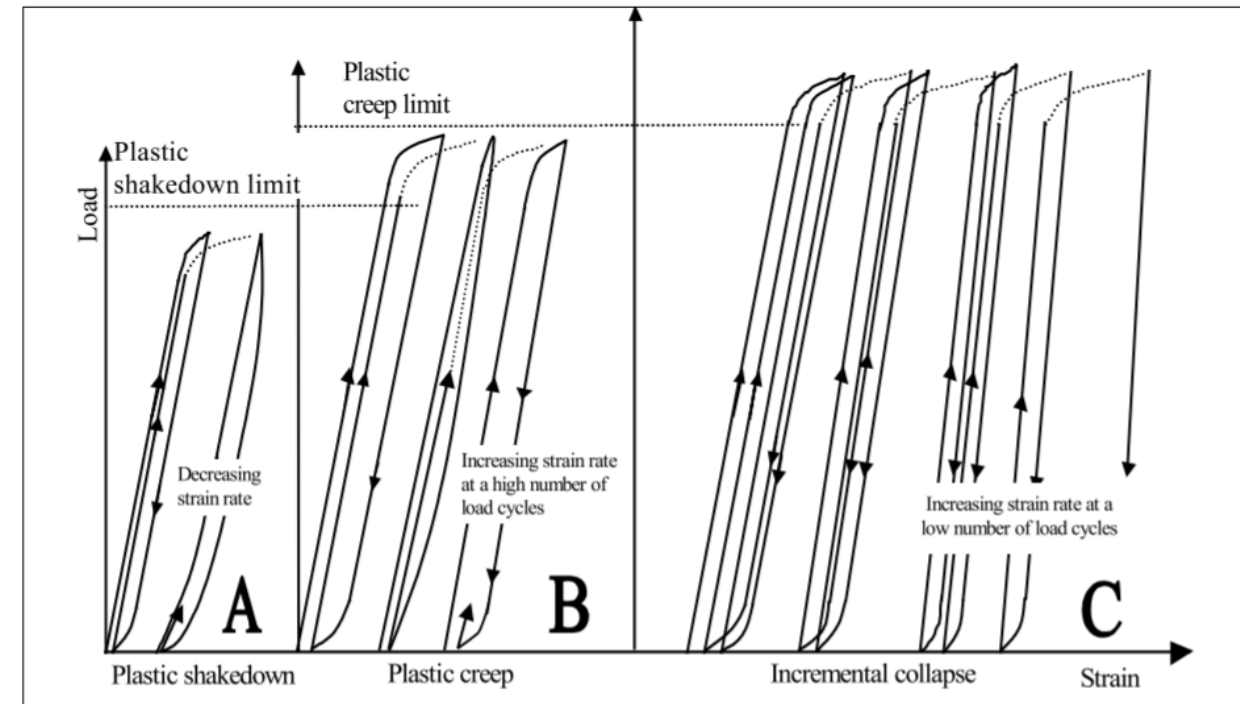 Plastic
creep limit
Plastic
shakedown limit
Load
Decreasing
strain rate
Increasing strain rate
at a high number of
load cycles
Increasing strain rate at a
low number of load cycles
A
B
C
Plastic shakedown
Plastic creep
Incremental collapse
Strain